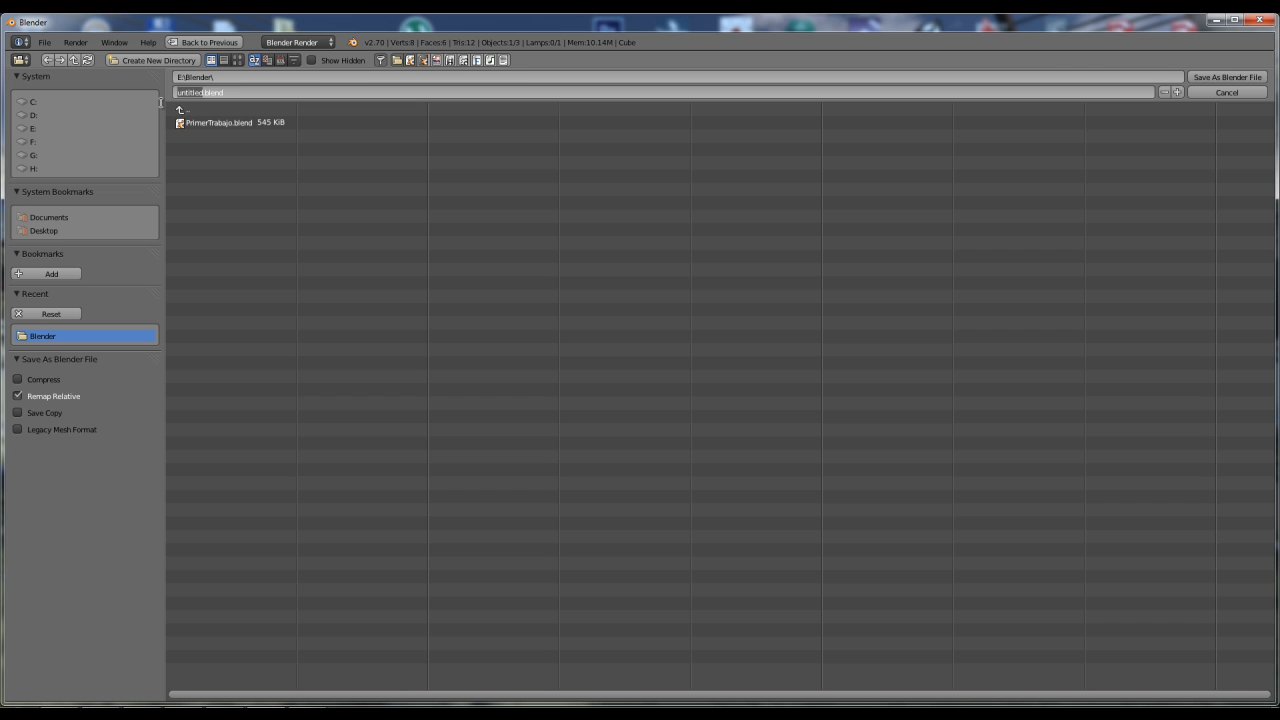 Blender
File Render Window Help Back to Previous Blender Render v2.70 | Verts:8 | Faces:6 | Tris:12 | Objects:1/3 | Lamps:0/1 | Mem:10.14M | Cube
Create New Directory Show Hidden
System
C:
D:
E:
F:
G:
H:
System Bookmarks
Documents
Desktop
Bookmarks
Add
Recent
Reset
Blender
Save As Blender File
Compress
Remap Relative
Save Copy
Legacy Mesh Format
E:\Blender\
Save As Blender File
untitled.blend
Cancel
..
PrimerTrabajo.blend 545 KiB